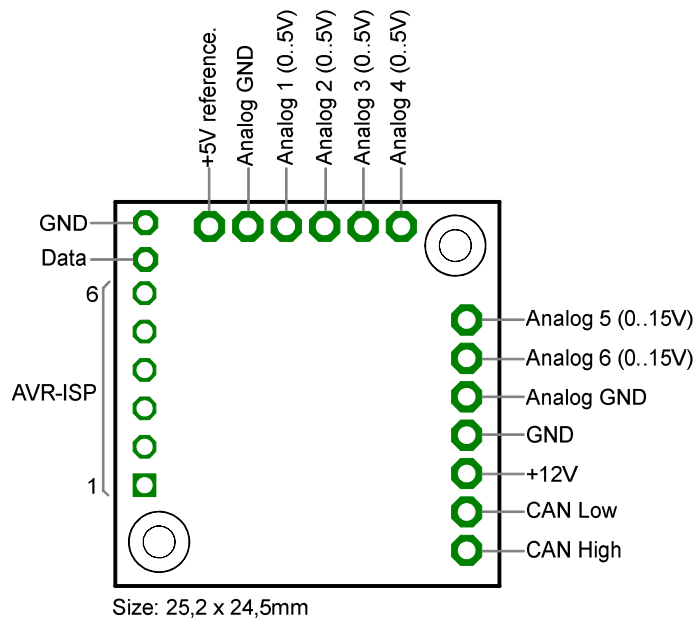 +5V reference.
Analog GND
Analog 1 (0..5V)
Analog 2 (0..5V)
Analog 3 (0..5V)
Analog 4 (0..5V)
GND
Data
6
AVR-ISP
1
Analog 5 (0..15V)
Analog 6 (0..15V)
Analog GND
GND
+12V
CAN Low
CAN High
Size: 25,2 x 24,5mm